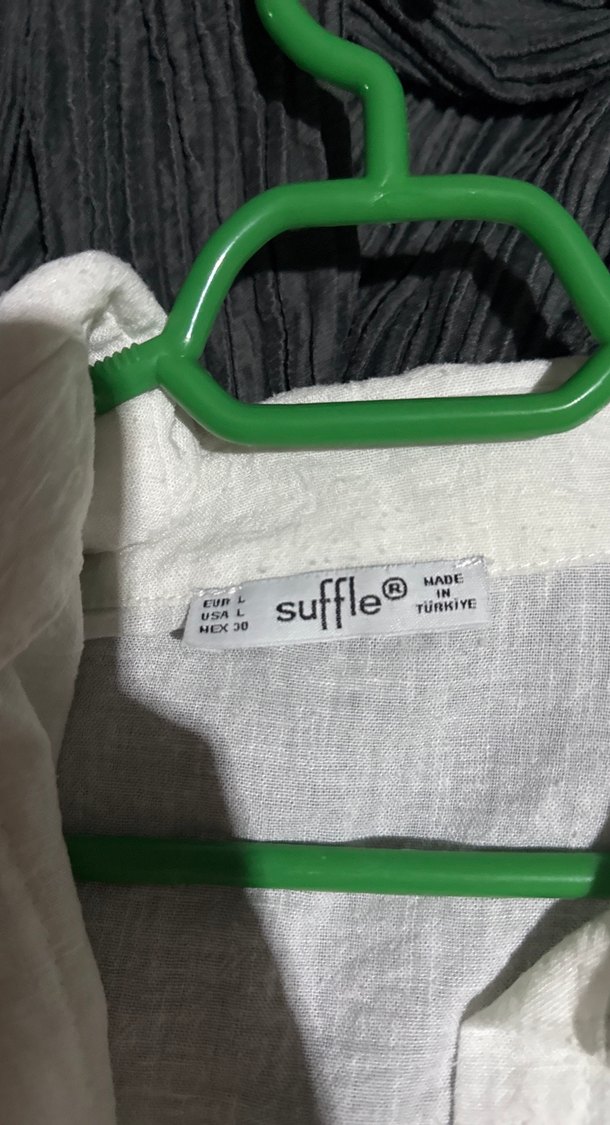 EUR L
USA L
MEX 30
suffle®
MADE
IN
TÜRKİYE